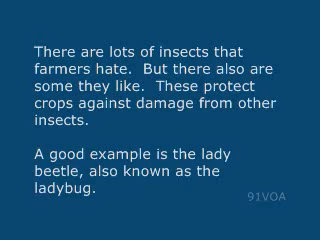 There are lots of insects that
farmers hate. But there also are
some they like. These protect
crops against damage from other
insects.
A good example is the lady
beetle, also known as the
ladybug.
91VOA